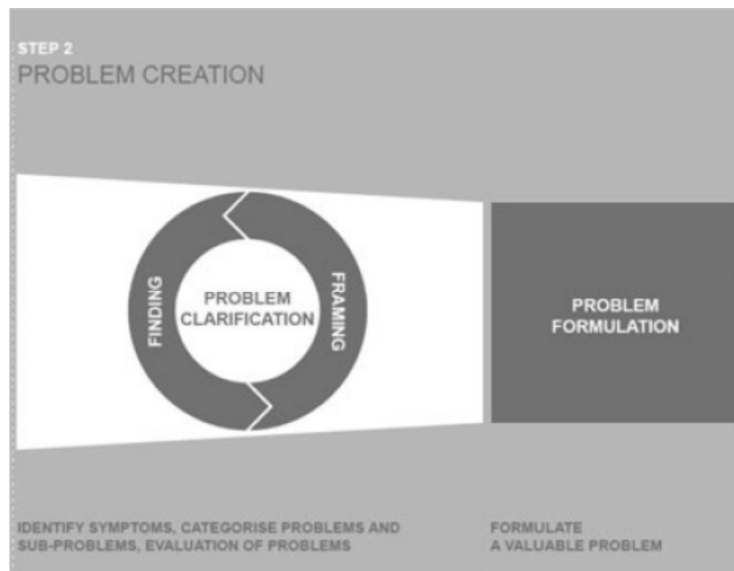 STEP 2
PROBLEM CREATION
FINDING
PROBLEM
CLARIFICATION
FRAMING
PROBLEM
FORMULATION
IDENTIFY SYMPTOMS, CATEGORISE PROBLEMS AND
SUB-PROBLEMS, EVALUATION OF PROBLEMS
FORMULATE
A VALUABLE PROBLEM